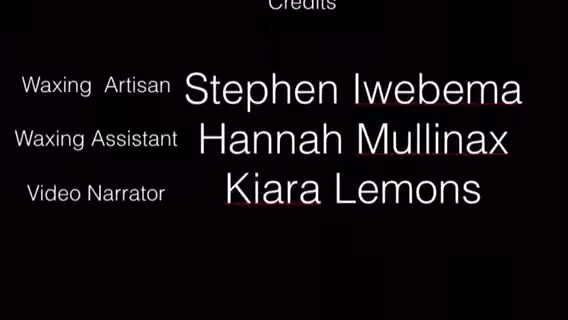 Credits
Waxing Artisan Stephen Iwebema
Waxing Assistant Hannah Mullinax
Video Narrator Kiara Lemons